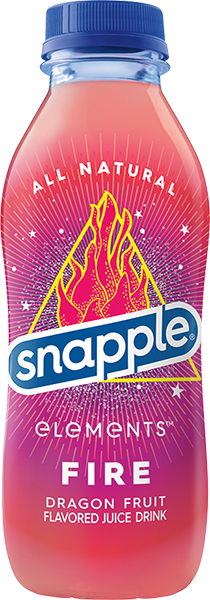 ALL NATURAL
snapple®
elements™
FIRE
DRAGON FRUIT
FLAVORED JUICE DRINK